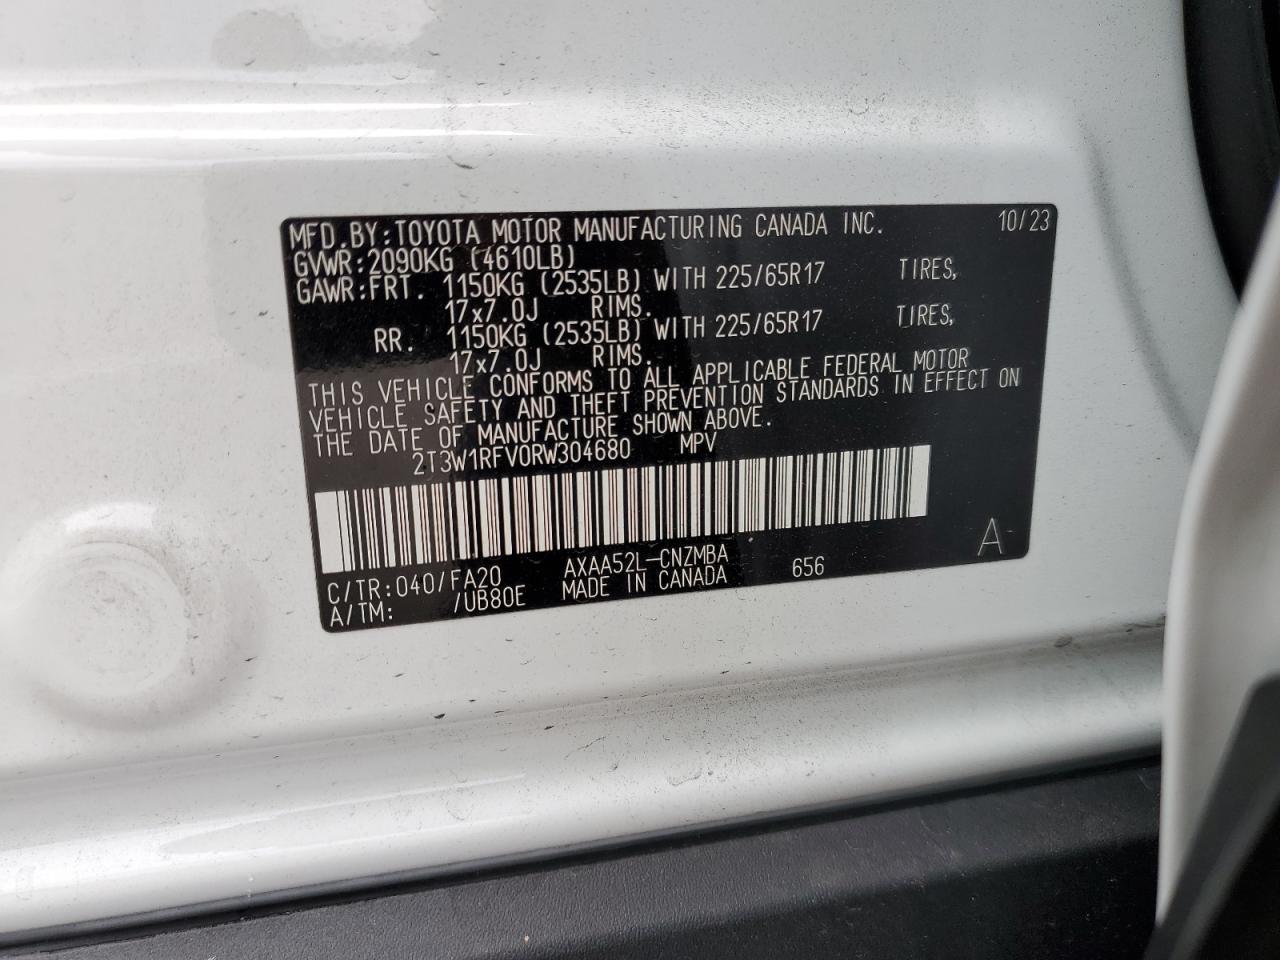 MFD.BY:TOYOTA MOTOR MANUFACTURING CANADA INC. 10/23
GVWR:2090KG (4610LB)
GAWR:FRT. 1150KG (2535LB) WITH 225/65R17 TIRES,
17x7.0J RIMS.
RR. 1150KG (2535LB) WITH 225/65R17 TIRES,
17x7.0J RIMS.
THIS VEHICLE CONFORMS TO ALL APPLICABLE FEDERAL MOTOR
VEHICLE SAFETY AND THEFT PREVENTION STANDARDS IN EFFECT ON
THE DATE OF MANUFACTURE SHOWN ABOVE.
2T3W1RFV0RW304680 MPV
A
C/TR:040/FA20 AXAA52L-CNZMBA 656
A/TM: /UB80E MADE IN CANADA